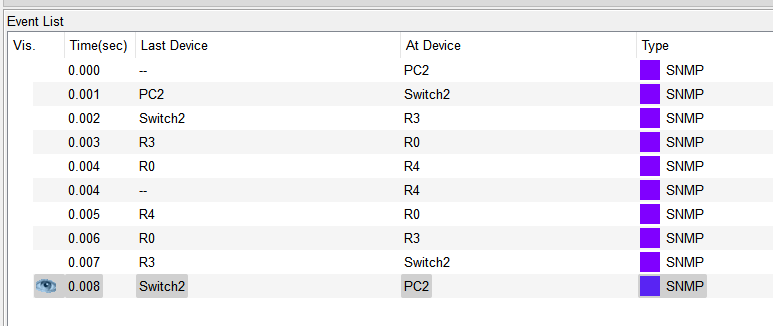 Event List
Vis. Time(sec) Last Device At Device Type
0.000 -- PC2 SNMP
0.001 PC2 Switch2 SNMP
0.002 Switch2 R3 SNMP
0.003 R3 R0 SNMP
0.004 R0 R4 SNMP
0.004 -- R4 SNMP
0.005 R4 R0 SNMP
0.006 R0 R3 SNMP
0.007 R3 Switch2 SNMP
0.008 Switch2 PC2 SNMP